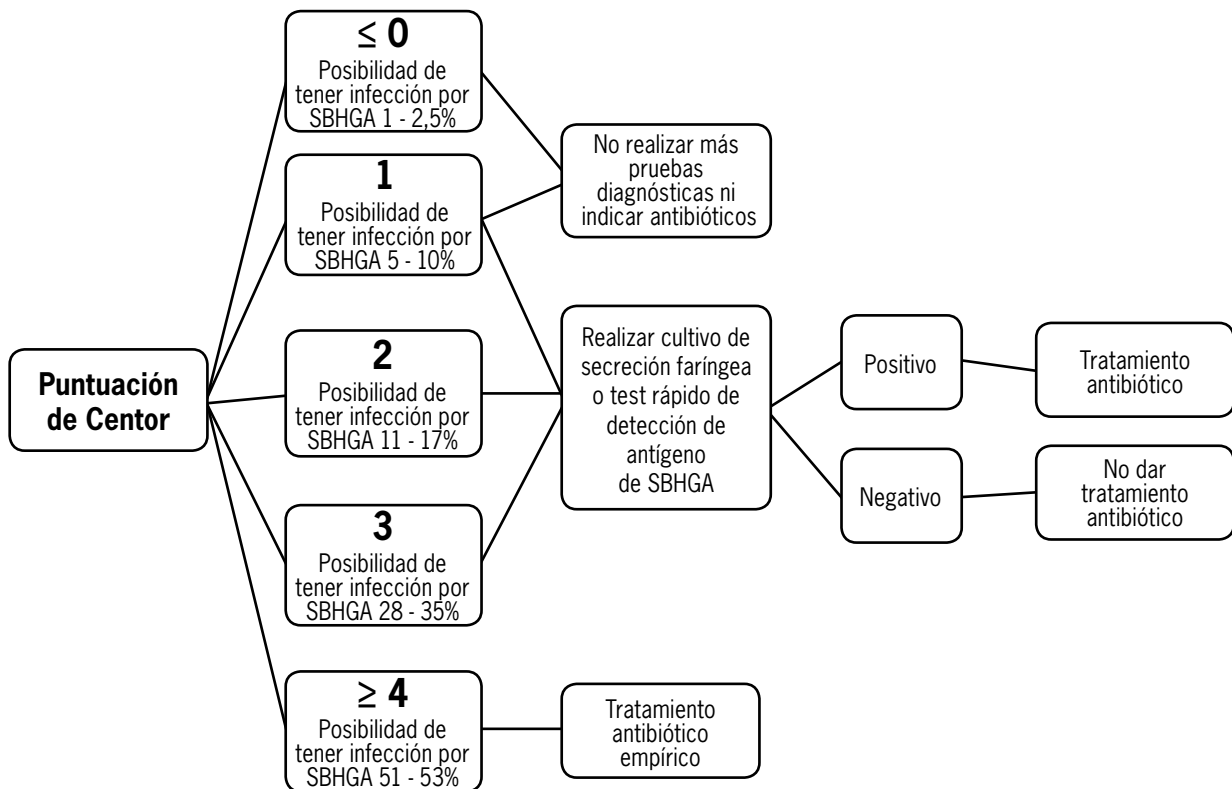 Puntuación
de Centor
≤ 0
Posibilidad de
tener infección por
SBHGA 1 - 2,5%
1
Posibilidad de
tener infección por
SBHGA 5 - 10%
2
Posibilidad de
tener infección por
SBHGA 11 - 17%
3
Posibilidad de
tener infección por
SBHGA 28 - 35%
≥ 4
Posibilidad de
tener infección por
SBHGA 51 - 53%
No realizar más
pruebas
diagnósticas ni
indicar antibióticos
Realizar cultivo de
secreción faríngea
o test rápido de
detección de
antígeno
de SBHGA
Tratamiento
antibiótico
empírico
Positivo
Negativo
Tratamiento
antibiótico
No dar
tratamiento
antibiótico